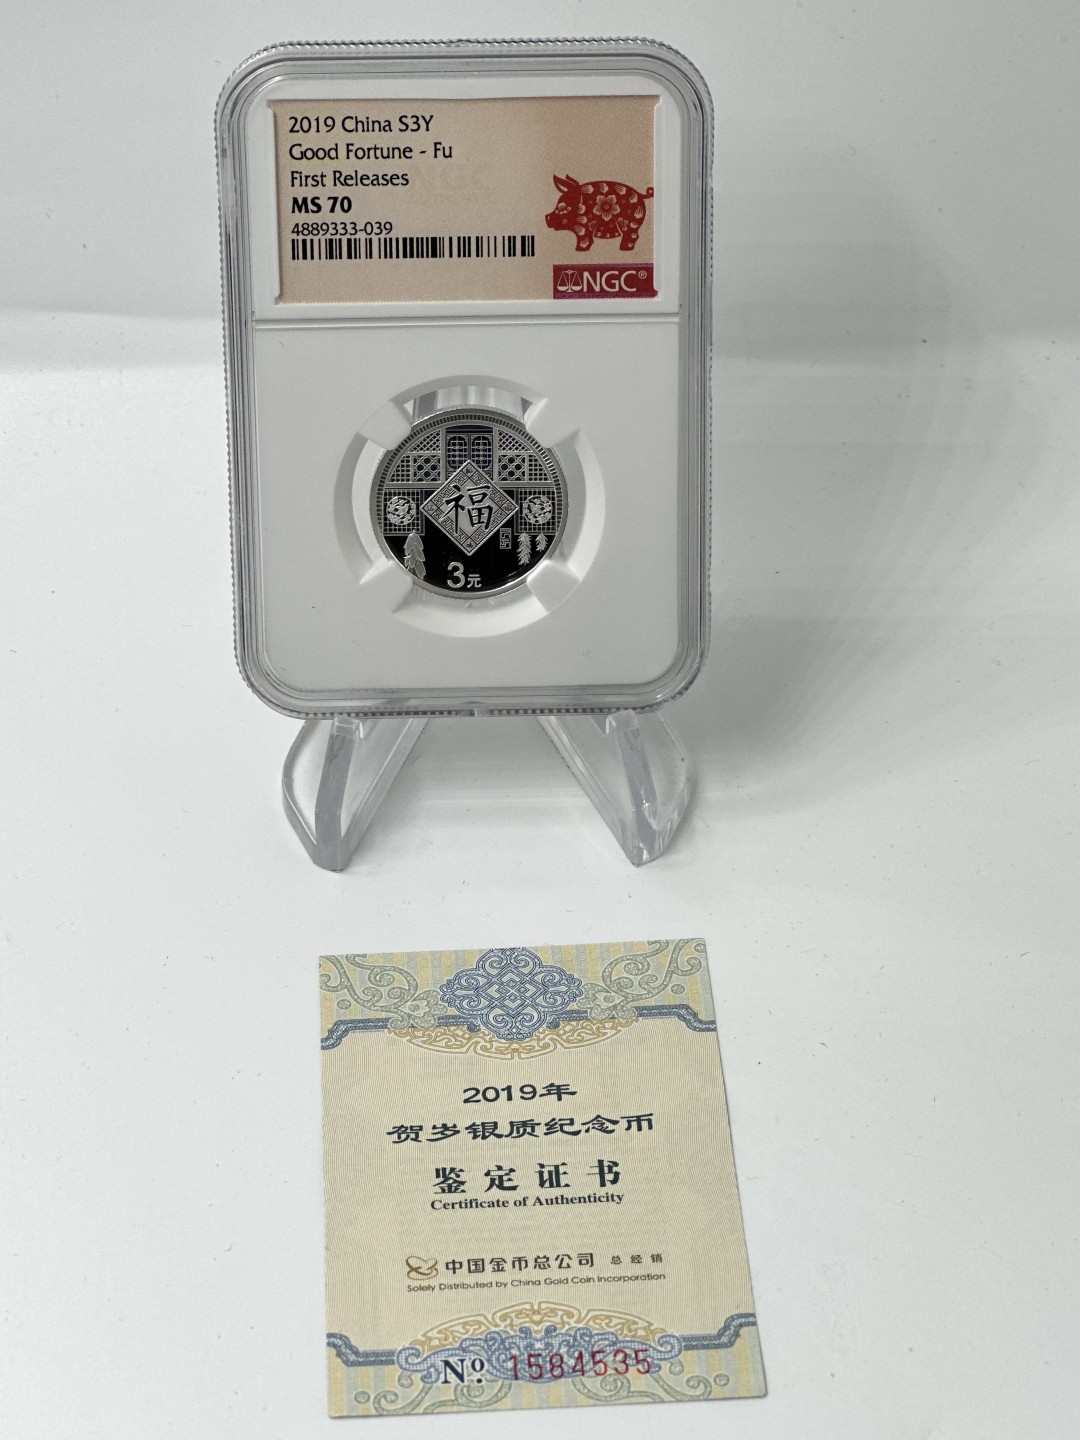 2019 China S3Y
Good Fortune - Fu
First Releases
MS 70
4889333-039
NGC®
福
3元
2019年
贺岁银质纪念币
鉴定证书
Certificate of Authenticity
中国金币总公司 总经销
Solely Distributed by China Gold Coin Incorporation
Nº 1584535